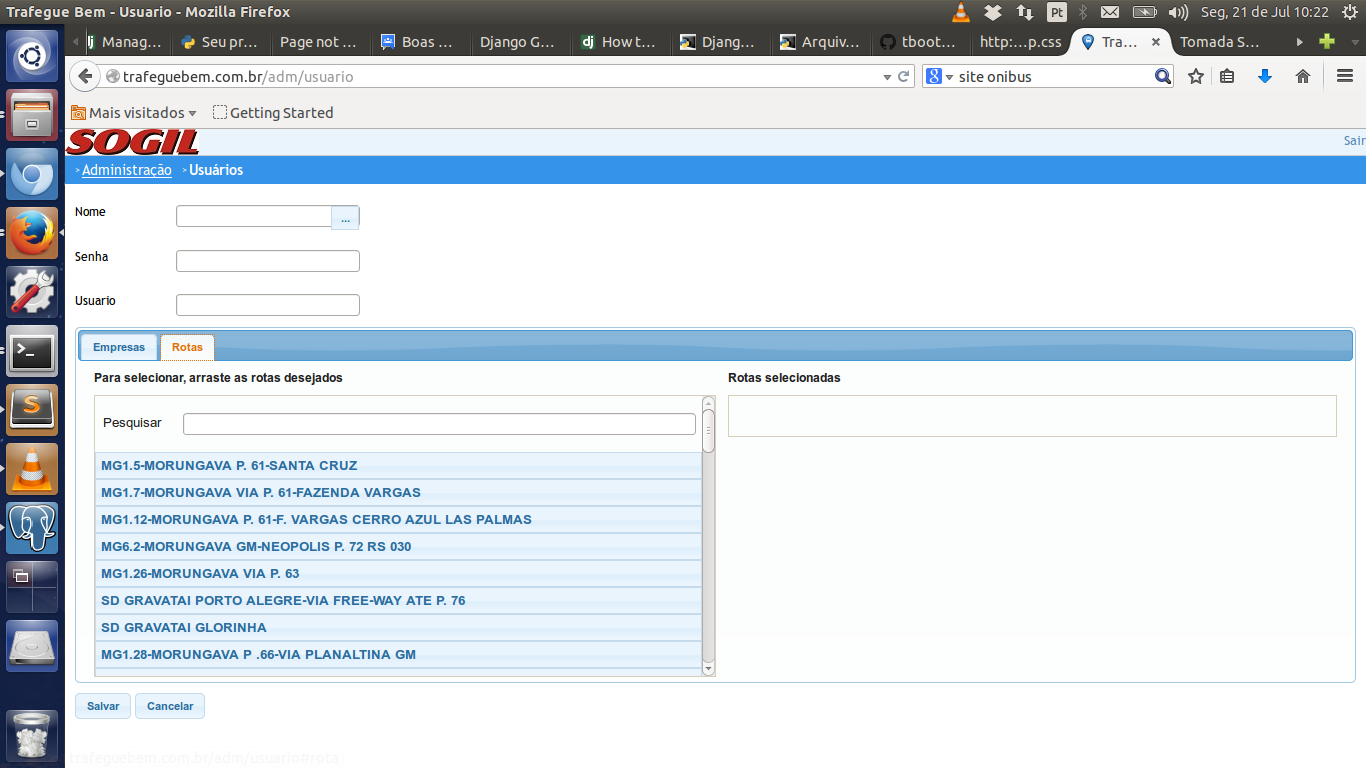 Trafegue Bem - Usuario - Mozilla Firefox
Pt
Seg, 21 de Jul 10:22
Manag...
Seu pr...
Page not ...
Boas ...
Django G...
How t...
Django...
Arquiv...
tboot...
http:...p.css
Tra...
Tomada S...
trafeguebem.com.br/adm/usuario
8
site onibus
Mais visitados
Getting Started
SOGIL
Sair
> Administração > Usuários
Nome
...
Senha
Usuario
Empresas
Rotas
Para selecionar, arraste as rotas desejados
Rotas selecionadas
Pesquisar
MG1.5-MORUNGAVA P. 61-SANTA CRUZ
MG1.7-MORUNGAVA VIA P. 61-FAZENDA VARGAS
MG1.12-MORUNGAVA P. 61-F. VARGAS CERRO AZUL LAS PALMAS
MG6.2-MORUNGAVA GM-NEOPOLIS P. 72 RS 030
MG1.26-MORUNGAVA VIA P. 63
SD GRAVATAI PORTO ALEGRE-VIA FREE-WAY ATE P. 76
SD GRAVATAI GLORINHA
MG1.28-MORUNGAVA P .66-VIA PLANALTINA GM
Salvar
Cancelar
trafeguebem.com.br/adm/usuario#rota